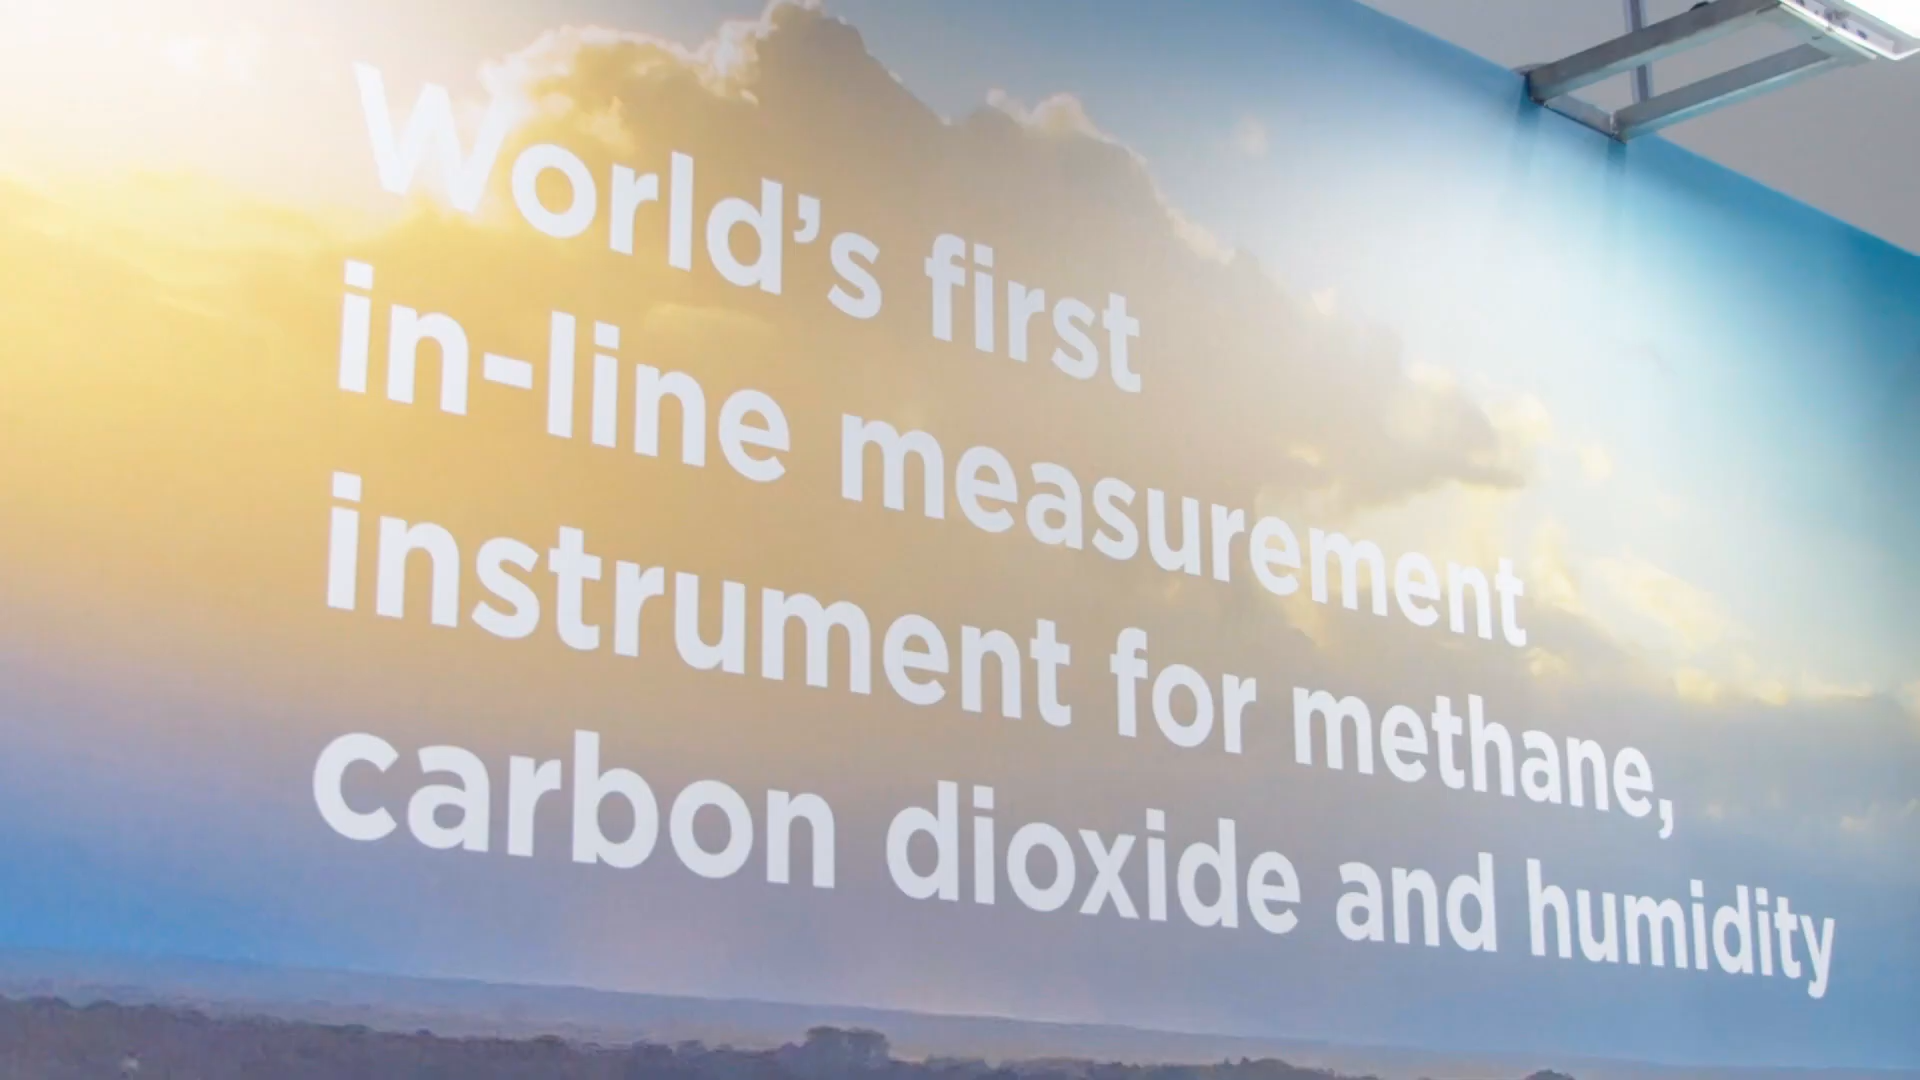 World’s first
in-line measurement
instrument for methane,
carbon dioxide and humidity